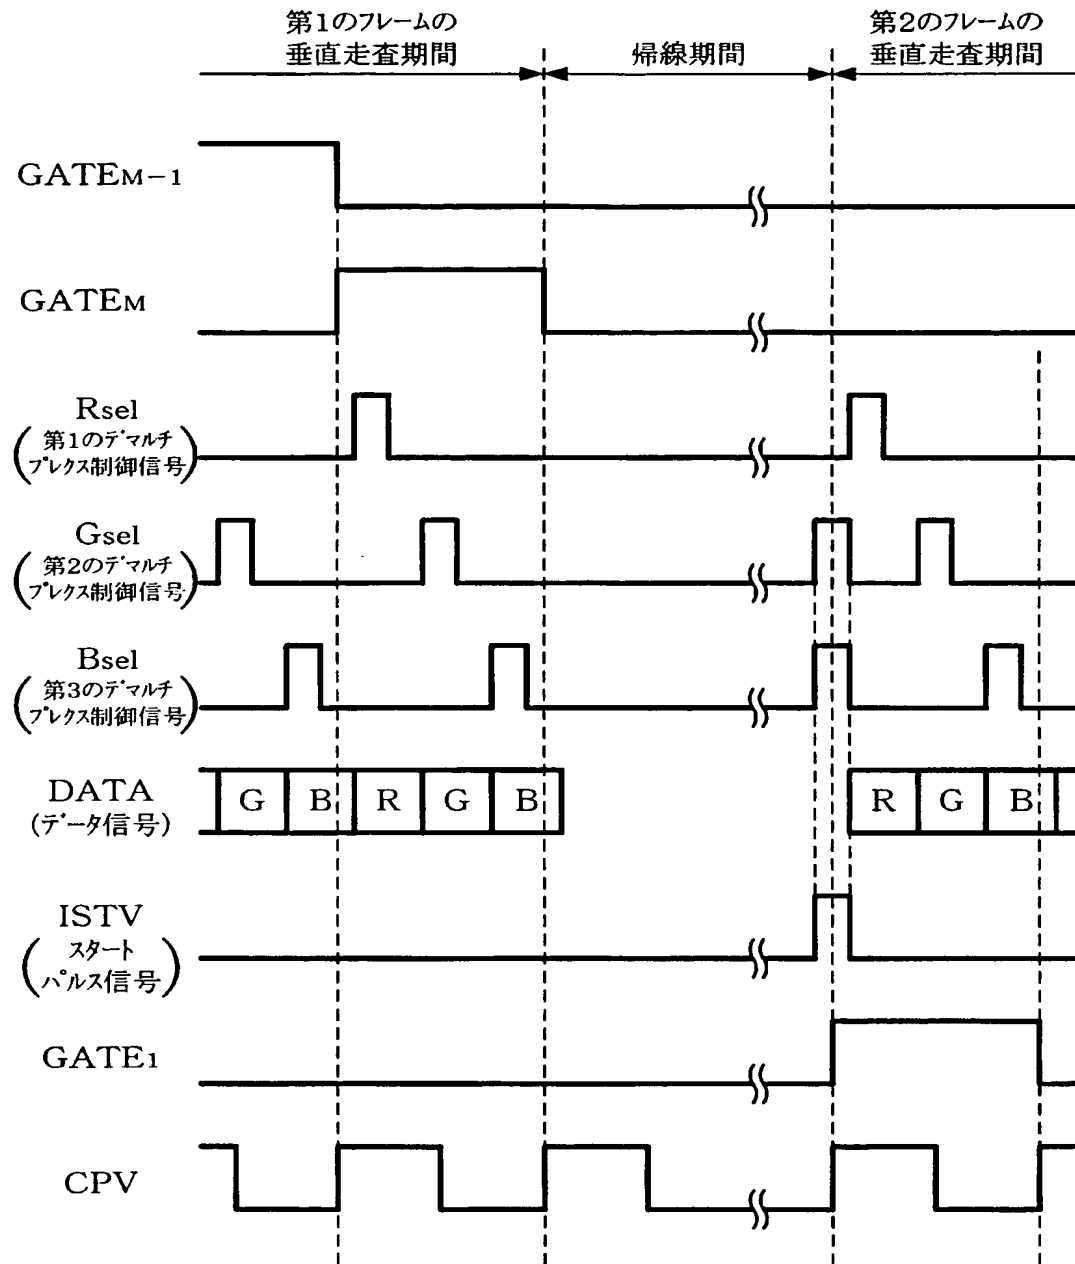 第1のフレームの
垂直走査期間
帰線期間
第2のフレームの
垂直走査期間
GATEM-1
GATEM
Rsel
(第1のデマルチ
プレクス制御信号)
Gsel
(第2のデマルチ
プレクス制御信号)
Bsel
(第3のデマルチ
プレクス制御信号)
DATA
(データ信号)
G B R G B R G B
ISTV
(スタート
パルス信号)
GATE1
CPV